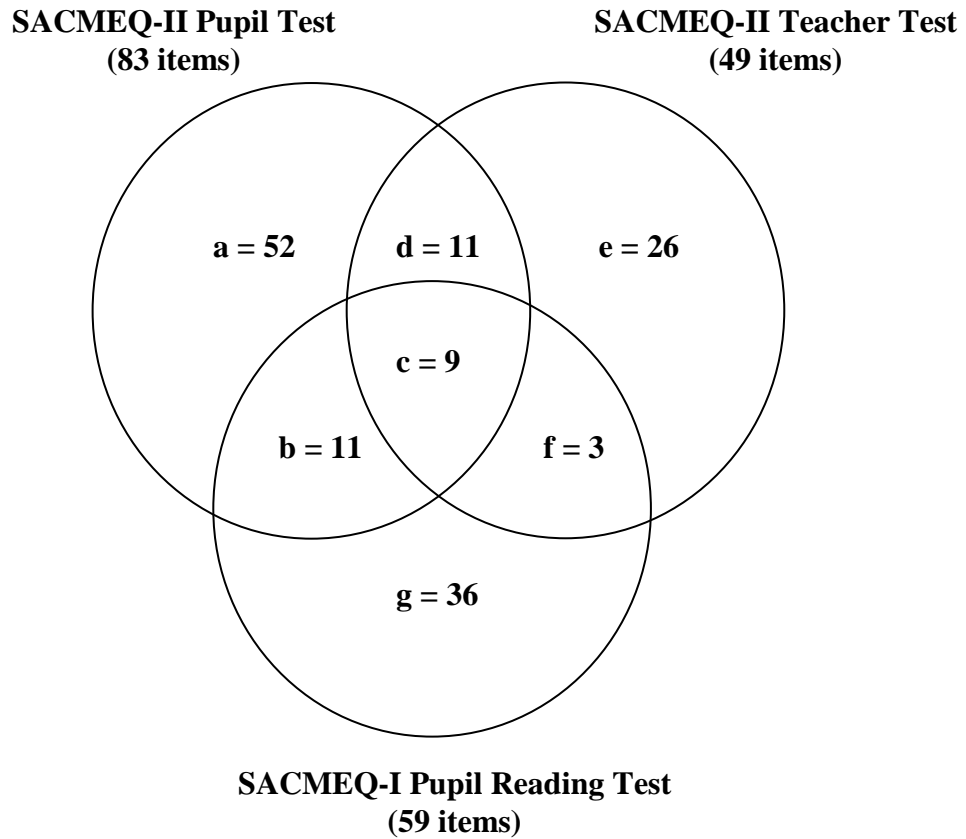 SACMEQ-II Pupil Test
(83 items)
SACMEQ-II Teacher Test
(49 items)
a = 52
d = 11
e = 26
c = 9
b = 11
f = 3
g = 36
SACMEQ-I Pupil Reading Test
(59 items)